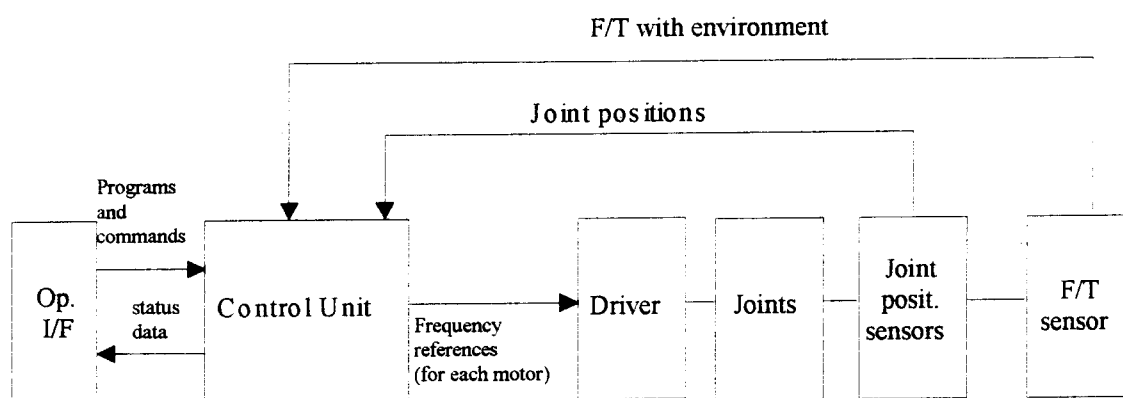 F/T with environment
Joint positions
Programs
and
commands
Op.
I/F
status
data
Control Unit
Frequency
references
(for each motor)
Driver
Joints
Joint
posit.
sensors
F/T
sensor